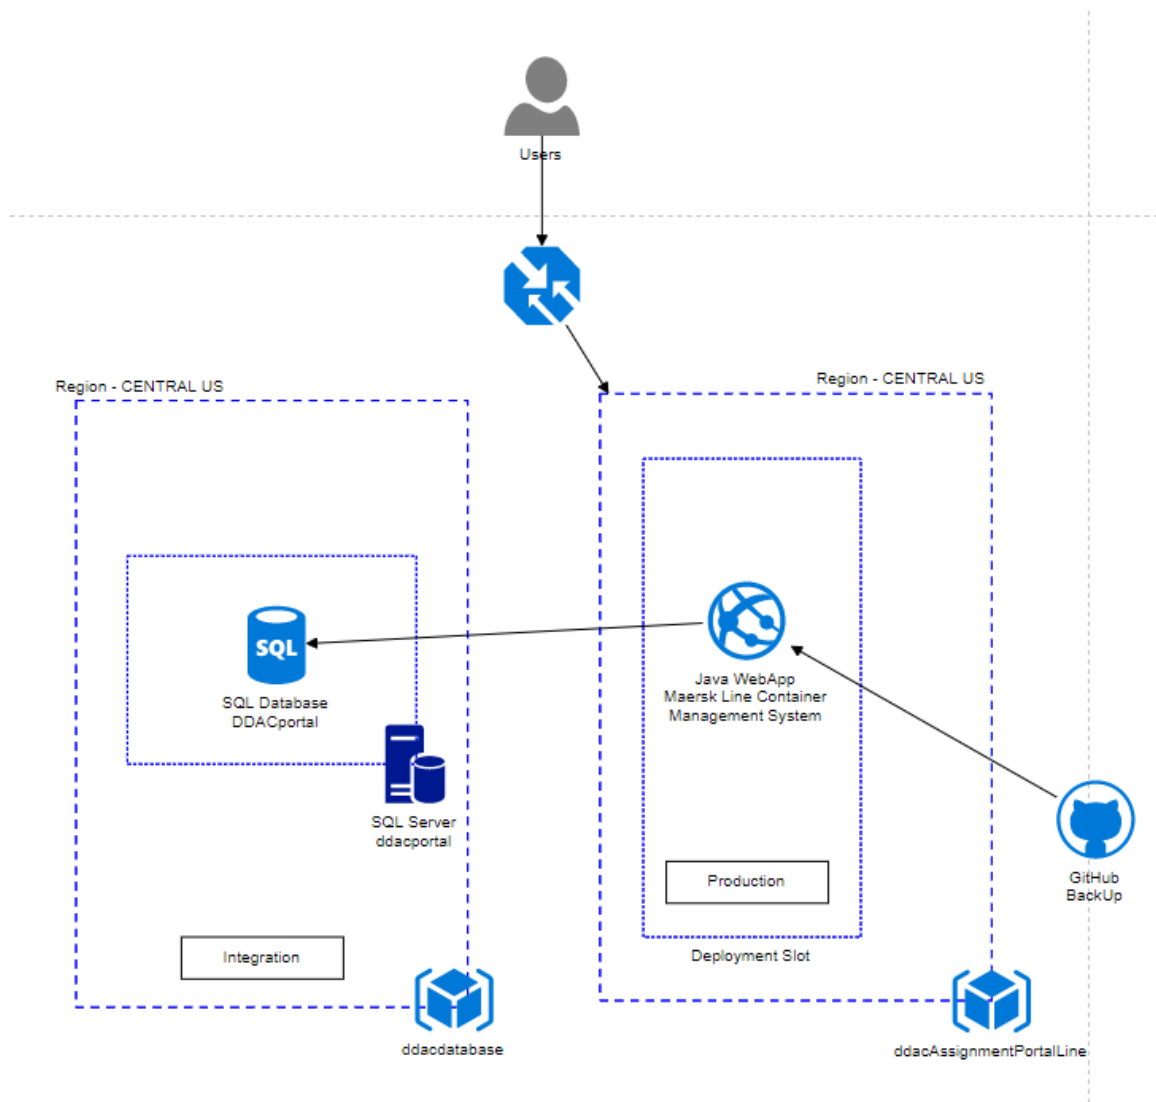 Users
Region - CENTRAL US
Region - CENTRAL US
SQL
SQL Database
DDACportal
SQL Server
ddacportal
Integration
ddacdatabase
Java WebApp
Maersk Line Container
Management System
Production
Deployment Slot
ddacAssignmentPortalLine
GitHub
BackUp